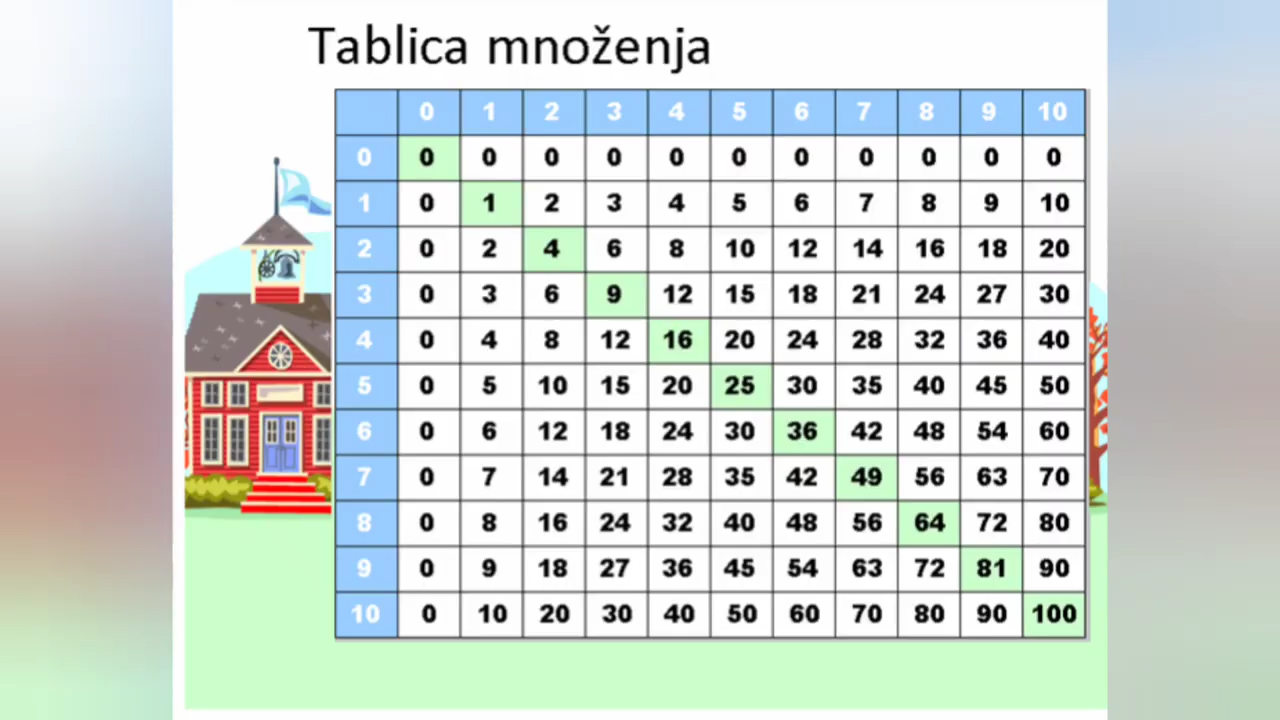 Tablica množenja
0 1 2 3 4 5 6 7 8 9 10
0 0 0 0 0 0 0 0 0 0 0 0
1 0 1 2 3 4 5 6 7 8 9 10
2 0 2 4 6 8 10 12 14 16 18 20
3 0 3 6 9 12 15 18 21 24 27 30
4 0 4 8 12 16 20 24 28 32 36 40
5 0 5 10 15 20 25 30 35 40 45 50
6 0 6 12 18 24 30 36 42 48 54 60
7 0 7 14 21 28 35 42 49 56 63 70
8 0 8 16 24 32 40 48 56 64 72 80
9 0 9 18 27 36 45 54 63 72 81 90
10 0 10 20 30 40 50 60 70 80 90 100